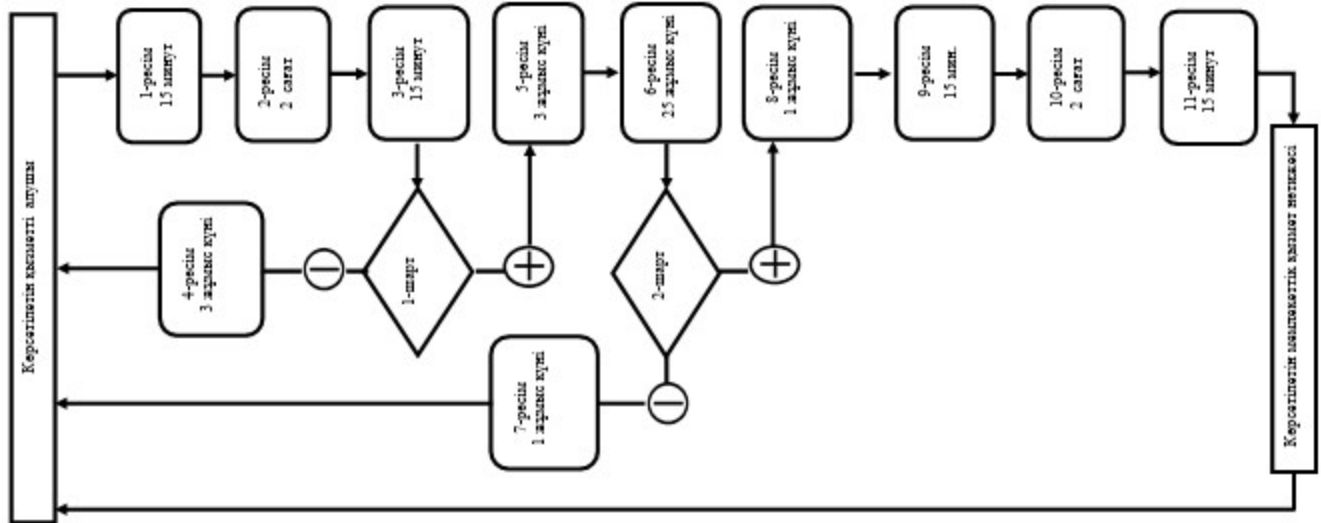 Көрсетілетін қызметті алушы
1-рәсім
15 минут
2-рәсім
2 сағат
3-рәсім
15 минут
4-рәсім
3 жұмыс күні
1-шарт
5-рәсім
3 жұмыс күні
6-рәсім
25 жұмыс күні
2-шарт
7-рәсім
1 жұмыс күні
8-рәсім
1 жұмыс күні
9-рәсім
15 мин.
10-рәсім
2 сағат
11-рәсім
15 минут
Көрсетілетін мемлекеттік қызмет нәтижесі